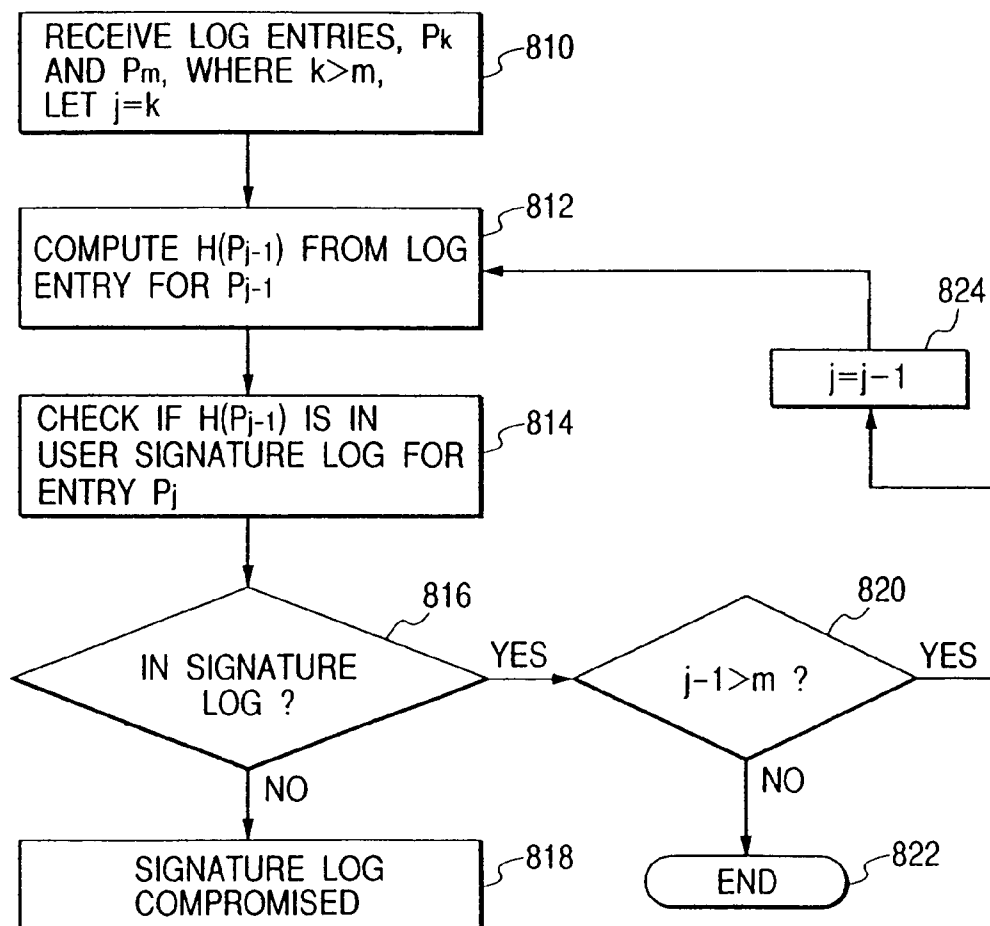 RECEIVE LOG ENTRIES, Pk
AND Pm, WHERE k>m,
LET j=k
810
COMPUTE H(Pj-1) FROM LOG
ENTRY FOR Pj-1
812
824
j=j-1
CHECK IF H(Pj-1) IS IN
USER SIGNATURE LOG FOR
ENTRY Pj
814
IN SIGNATURE
LOG ?
816
YES
j-1>m ?
820
YES
NO
NO
SIGNATURE LOG
COMPROMISED
818
END
822